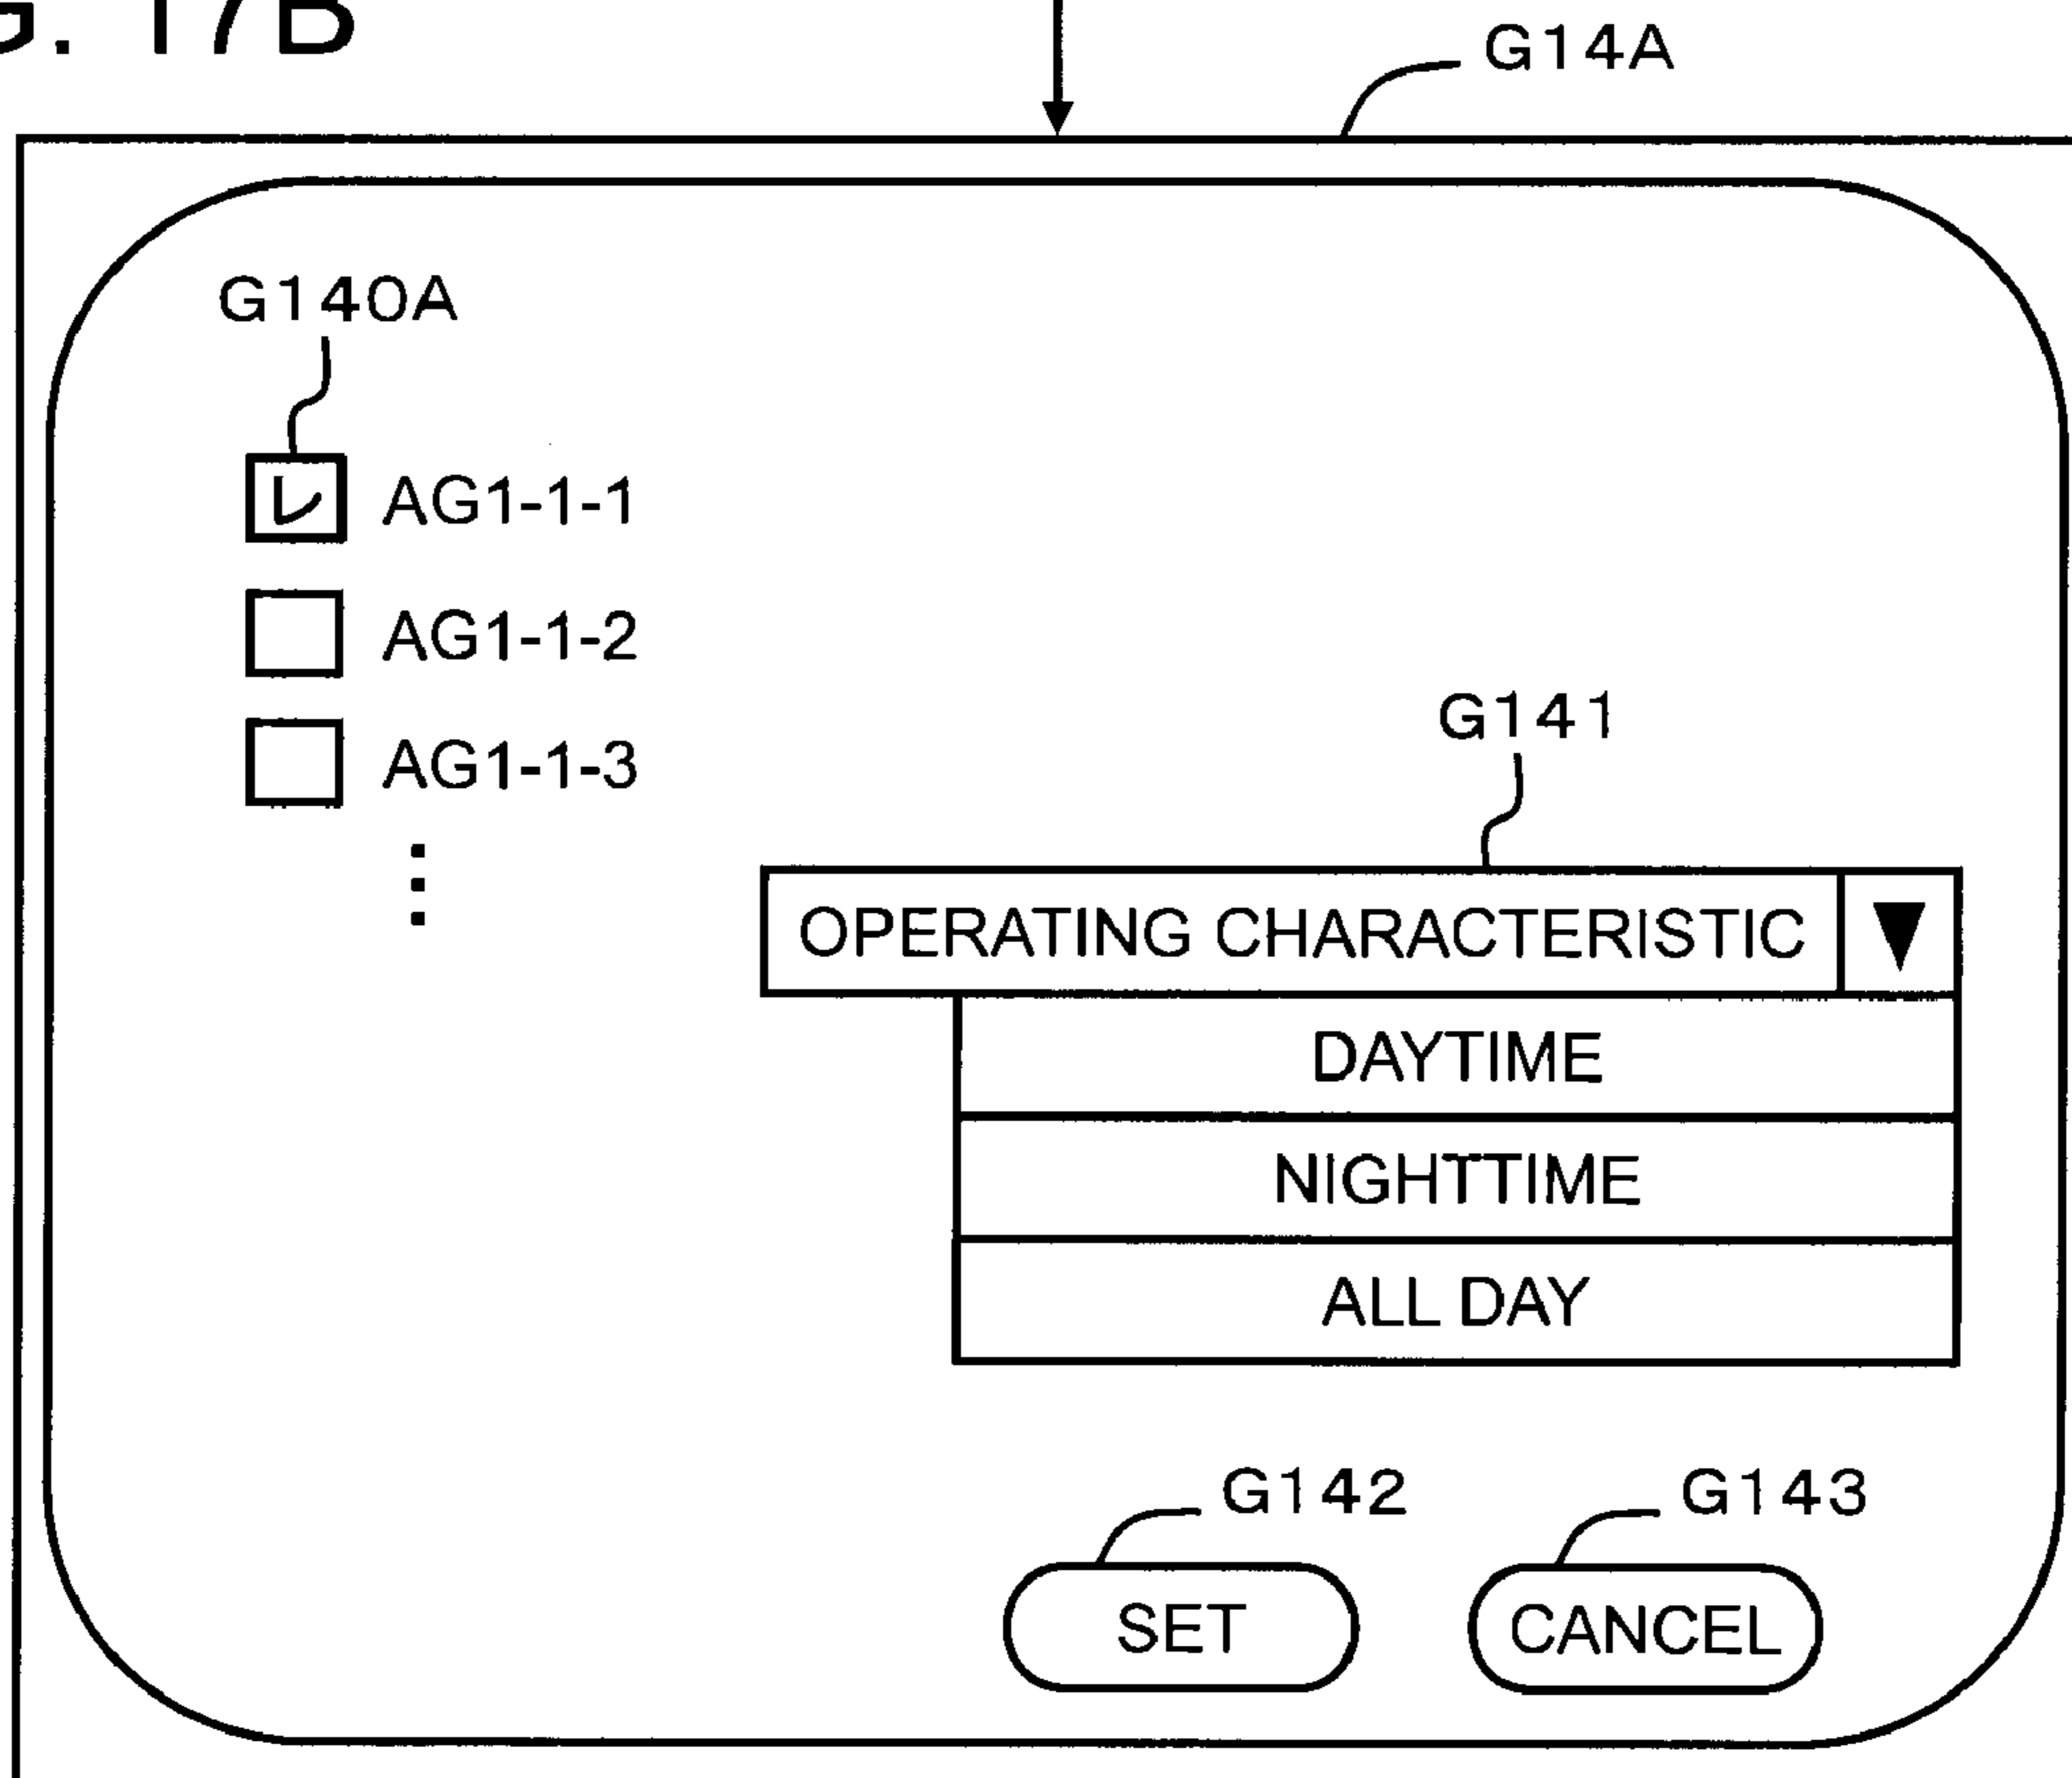 G. 17B
G14A
G140A
AG1-1-1
AG1-1-2
AG1-1-3
G141
OPERATING CHARACTERISTIC ▼
DAYTIME
NIGHTTIME
ALL DAY
G142 G143
SET CANCEL